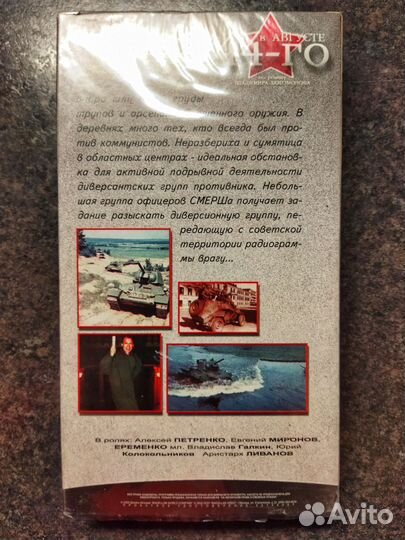 в АВГУСТЕ
4-ГО
по роману
ВЛАДИМИРА БОГОМОЛОВА
груды
трупов и арсенал
оружия. В
деревнях много тех, кто всегда был про-
тив коммунистов. Неразбериха и сумятица
в областных центрах - идеальная обстанов-
ка для активной подрывной деятельности
диверсантских групп противника. Неболь-
шая группа офицеров СМЕРШа получает за-
дание разыскать диверсионную группу, пе-
редающую с советской
территории радиограм-
мы врагу...
В ролях: Алексей ПЕТРЕНКО, Евгений МИРОНОВ,
ЕРЕМЕНКО мл, Владислав ГАЛКИН, Юрий
Колокольников Аристарх ЛИВАНОВ
Avito